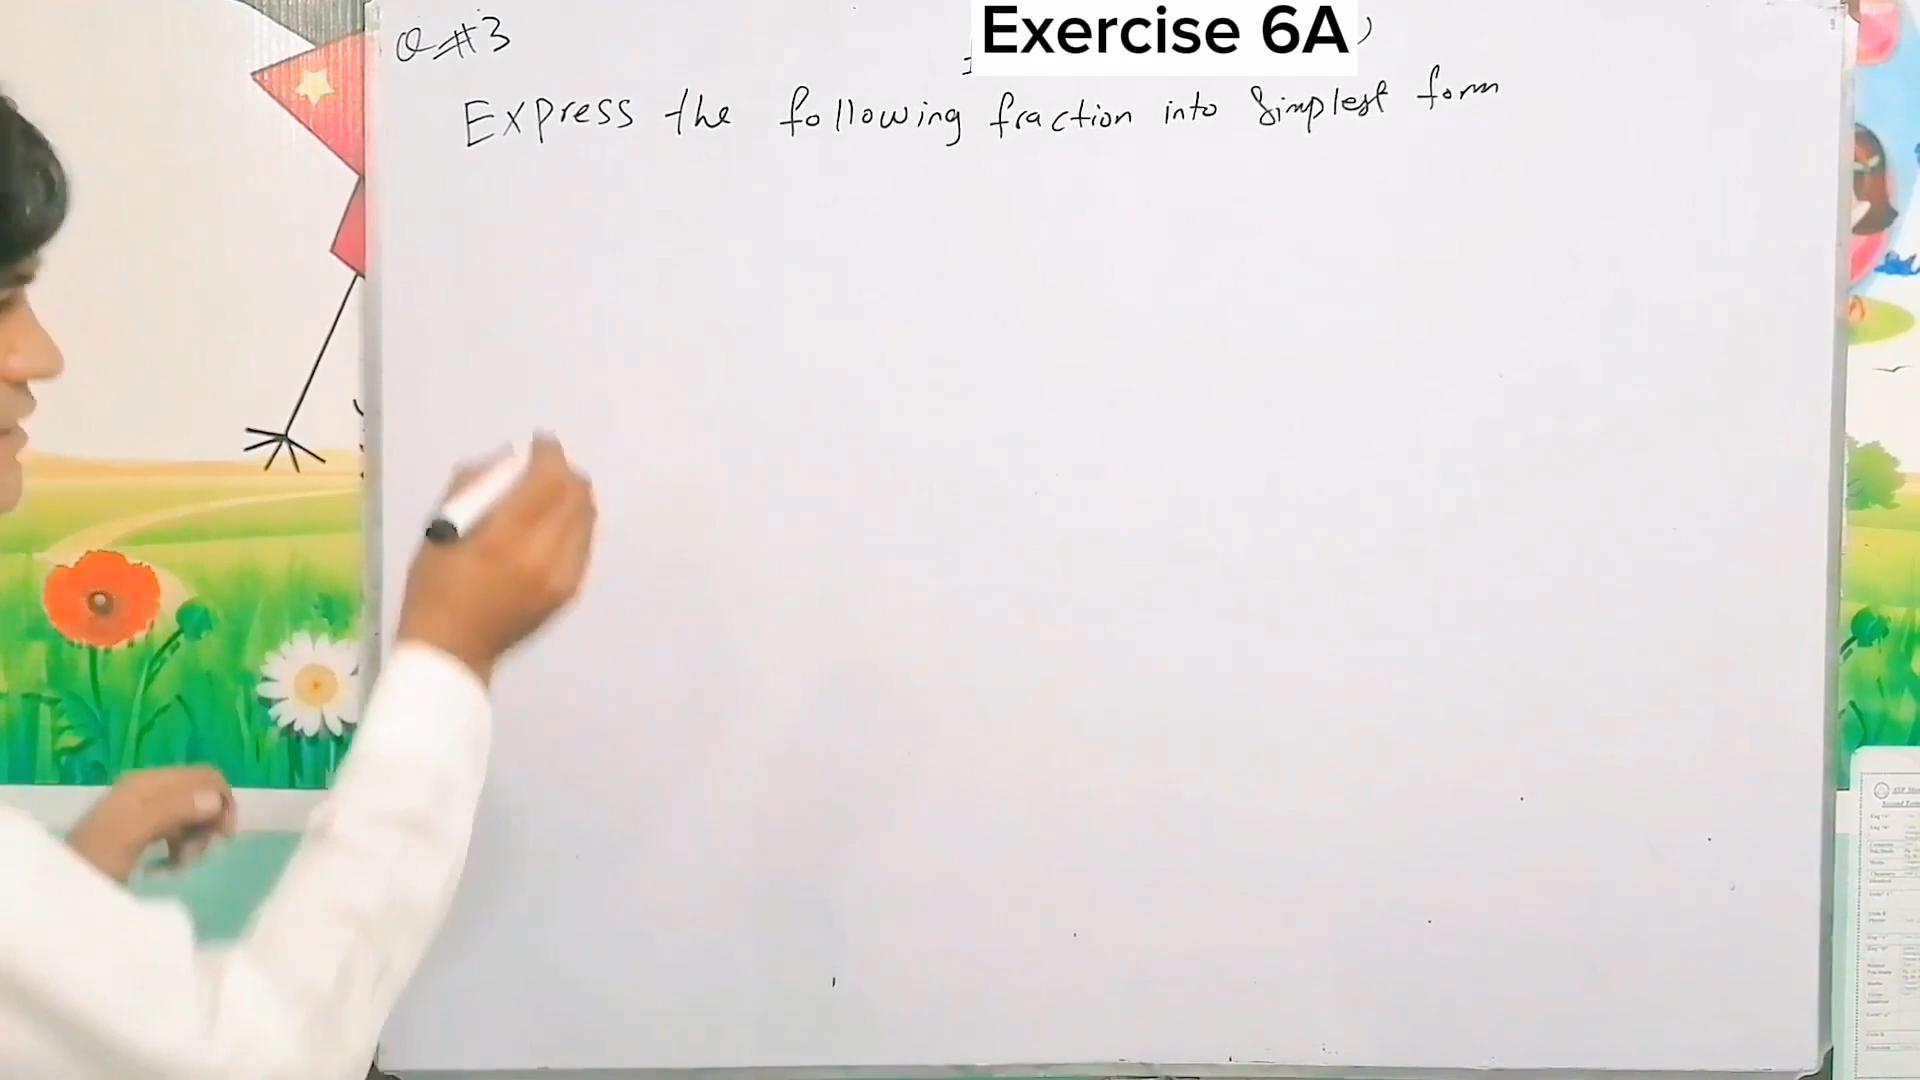 Q#3
Exercise 6A
Express the following fraction into Simplest form